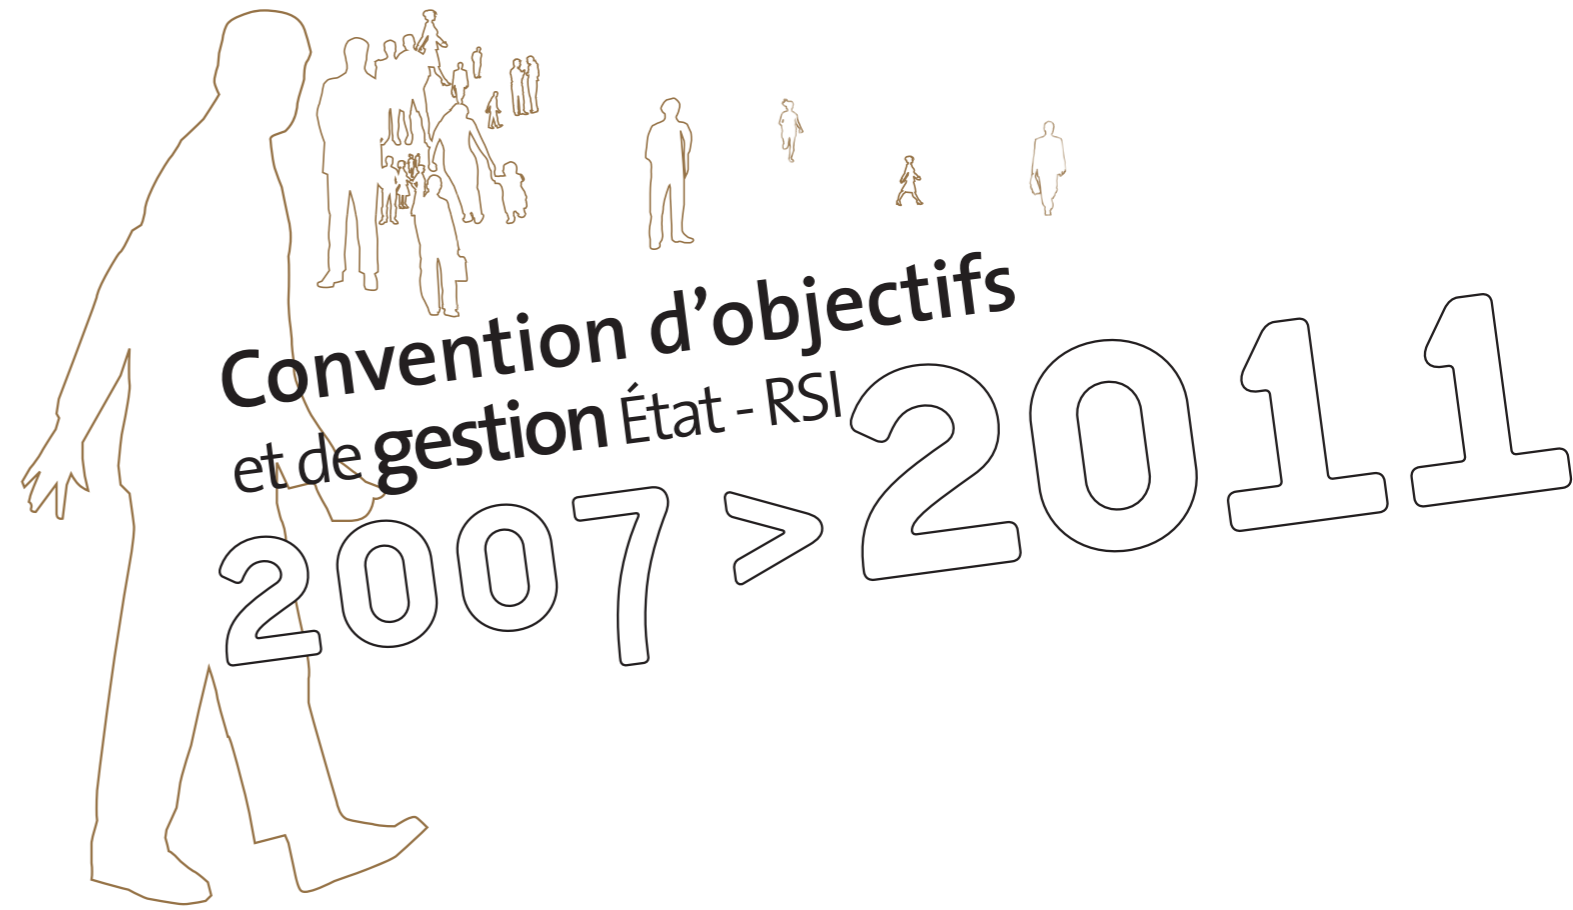 Convention d’objectifs
et de gestion État - RSI
2007 > 2011